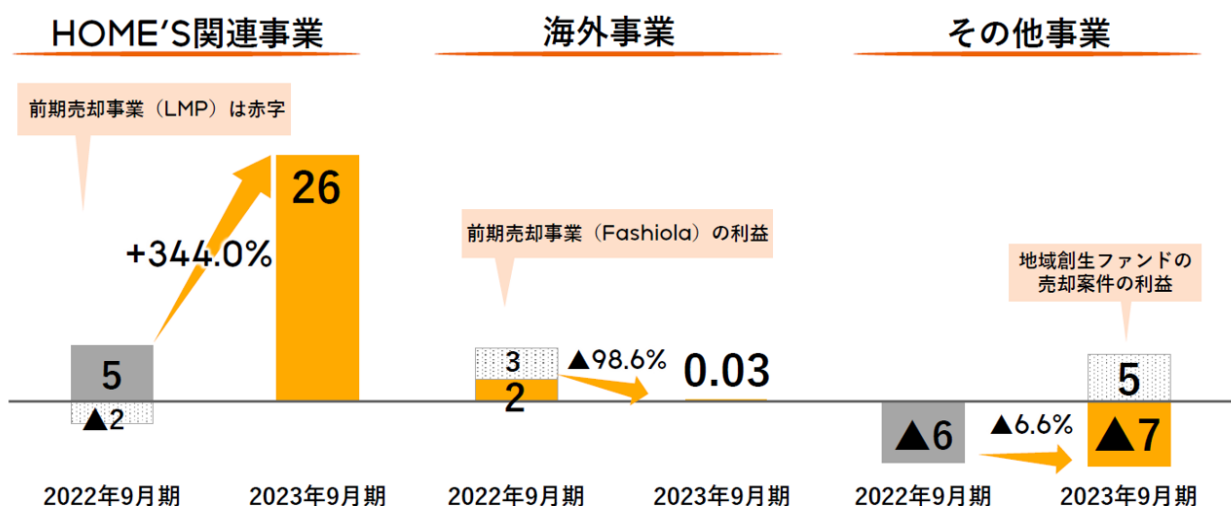 HOME'S関連事業
前期売却事業（LMP）は赤字
26
+344.0%
5
▲2
2022年9月期
2023年9月期
海外事業
前期売却事業（Fashiola）の利益
3
▲98.6%
0.03
2
2022年9月期
2023年9月期
その他事業
地域創生ファンドの
売却案件の利益
5
▲6
▲6.6%
▲7
2022年9月期
2023年9月期